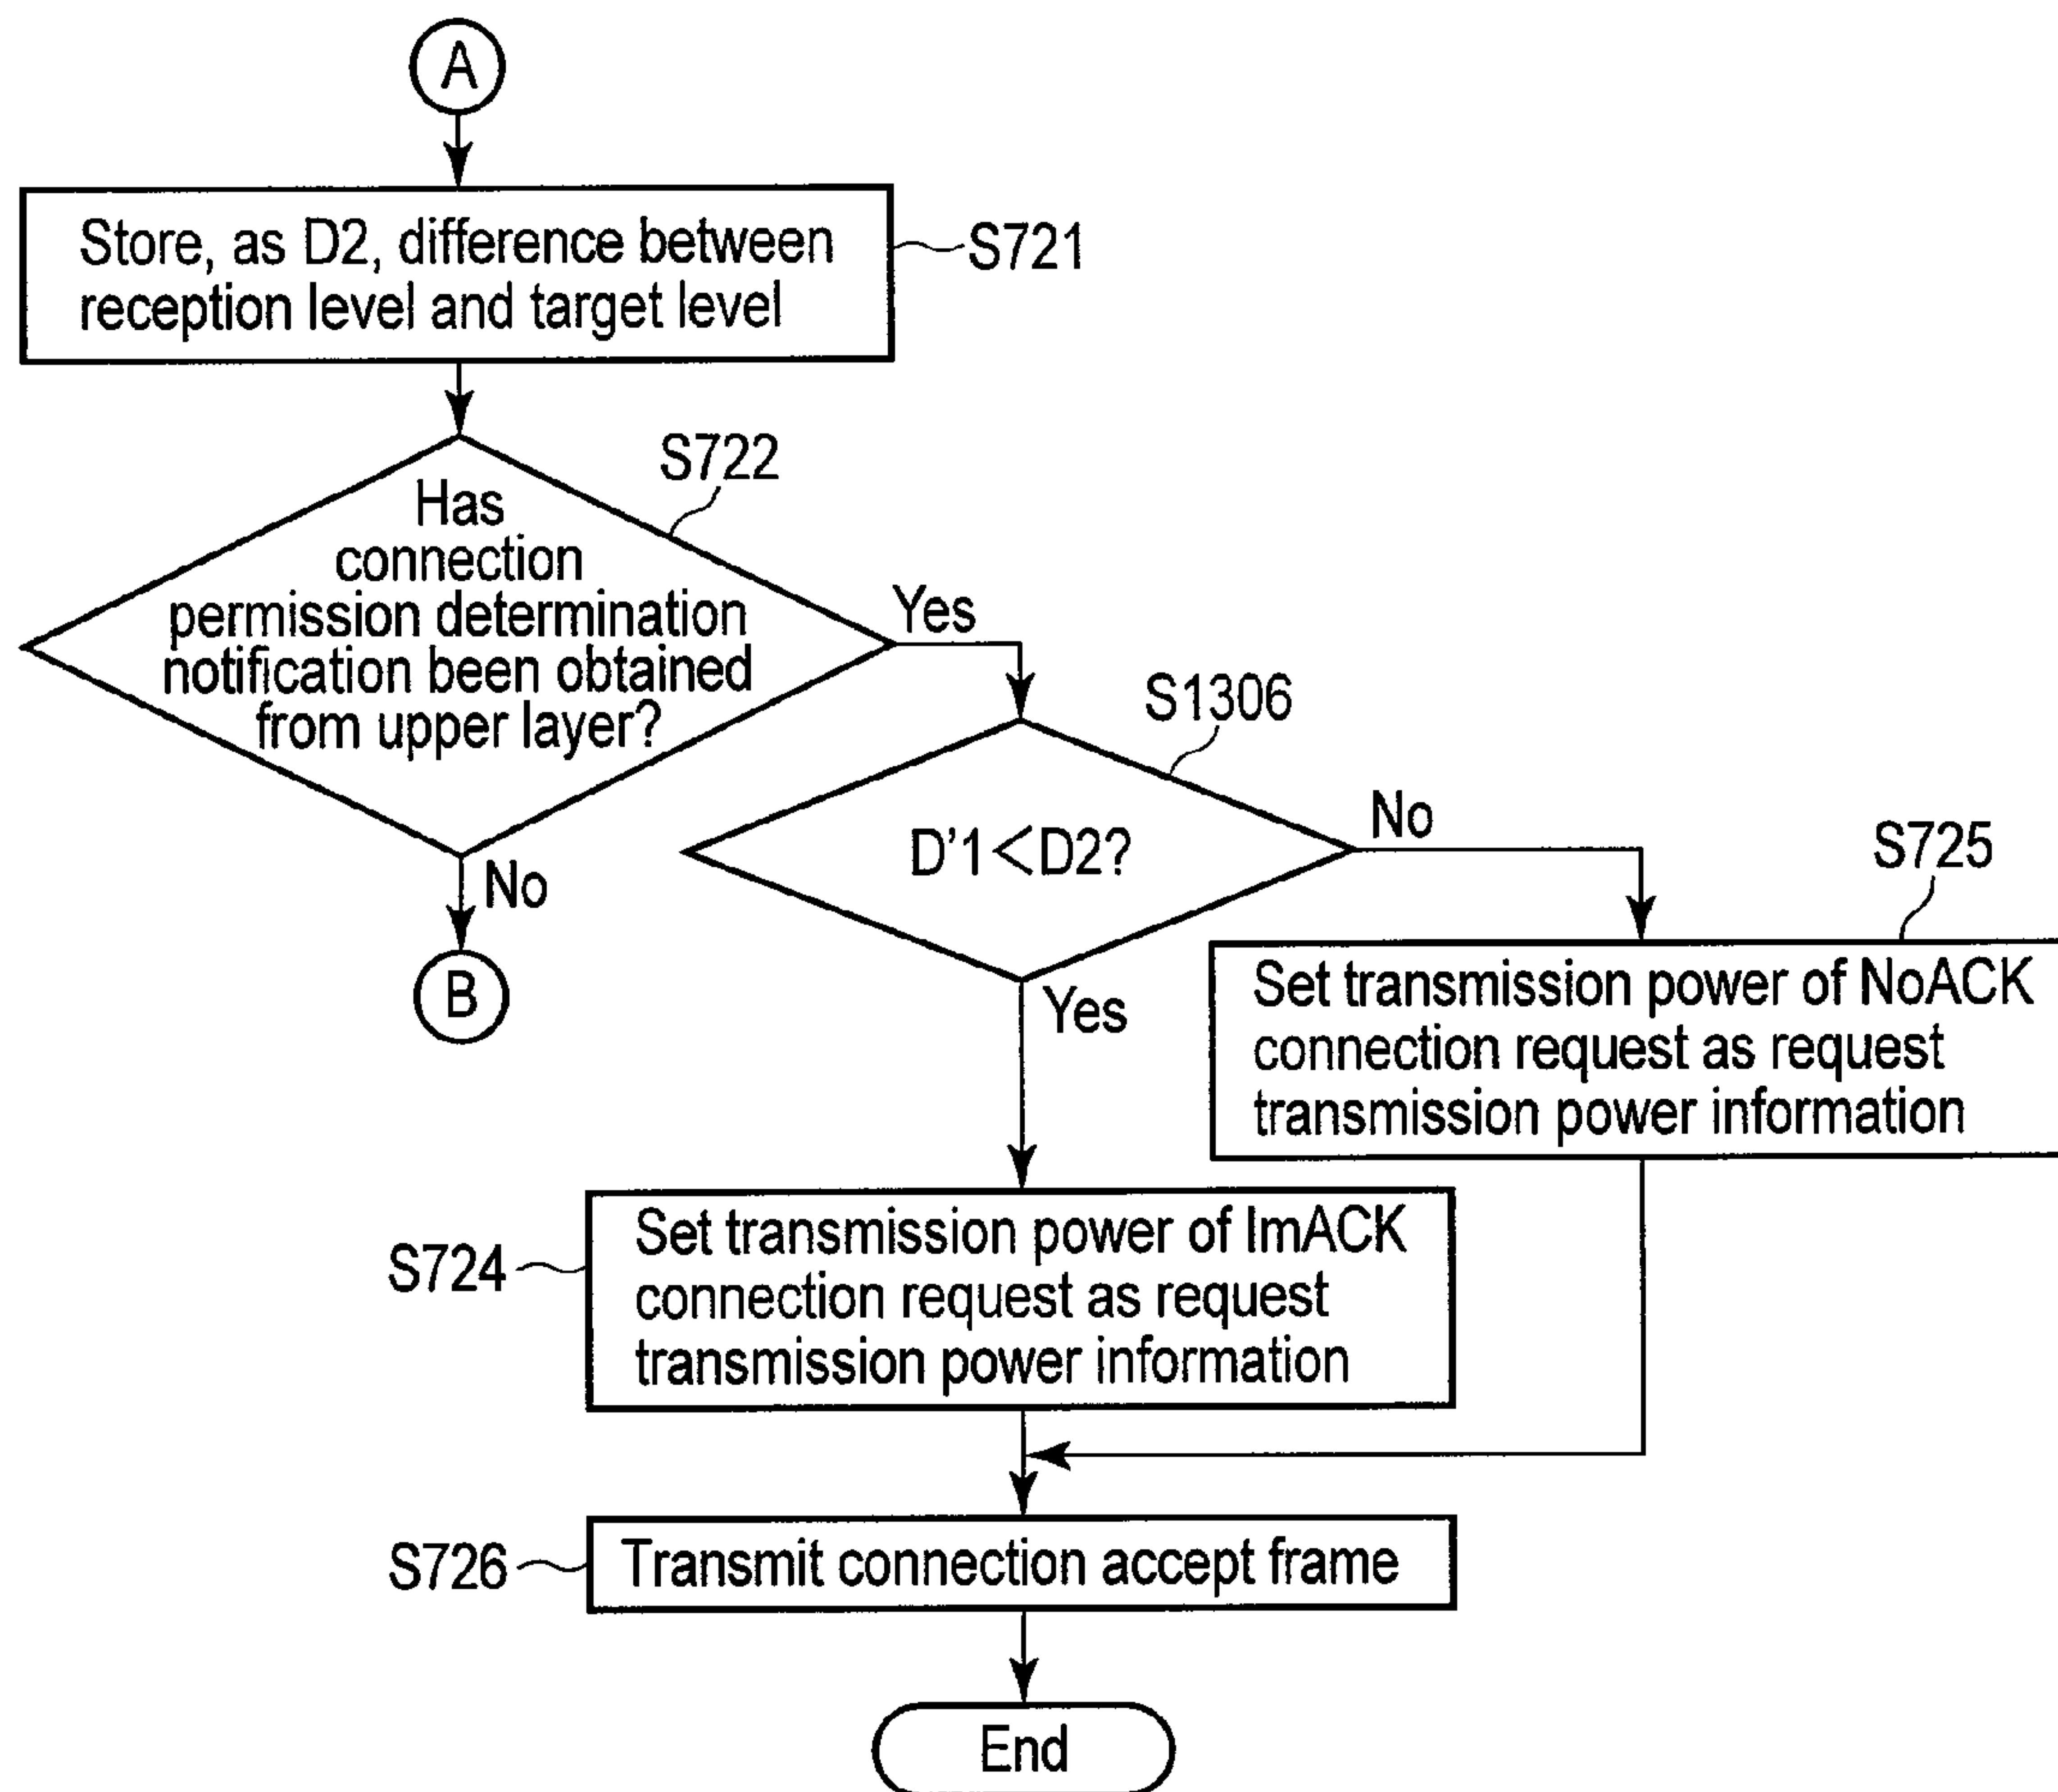 A
Store, as D2, difference between
reception level and target level
S721
S722
Has
connection
permission determination
notification been obtained
from upper layer?
Yes
No
B
S1306
D'1<D2?
No
Yes
S725
Set transmission power of NoACK
connection request as request
transmission power information
S724
Set transmission power of ImACK
connection request as request
transmission power information
S726
Transmit connection accept frame
End